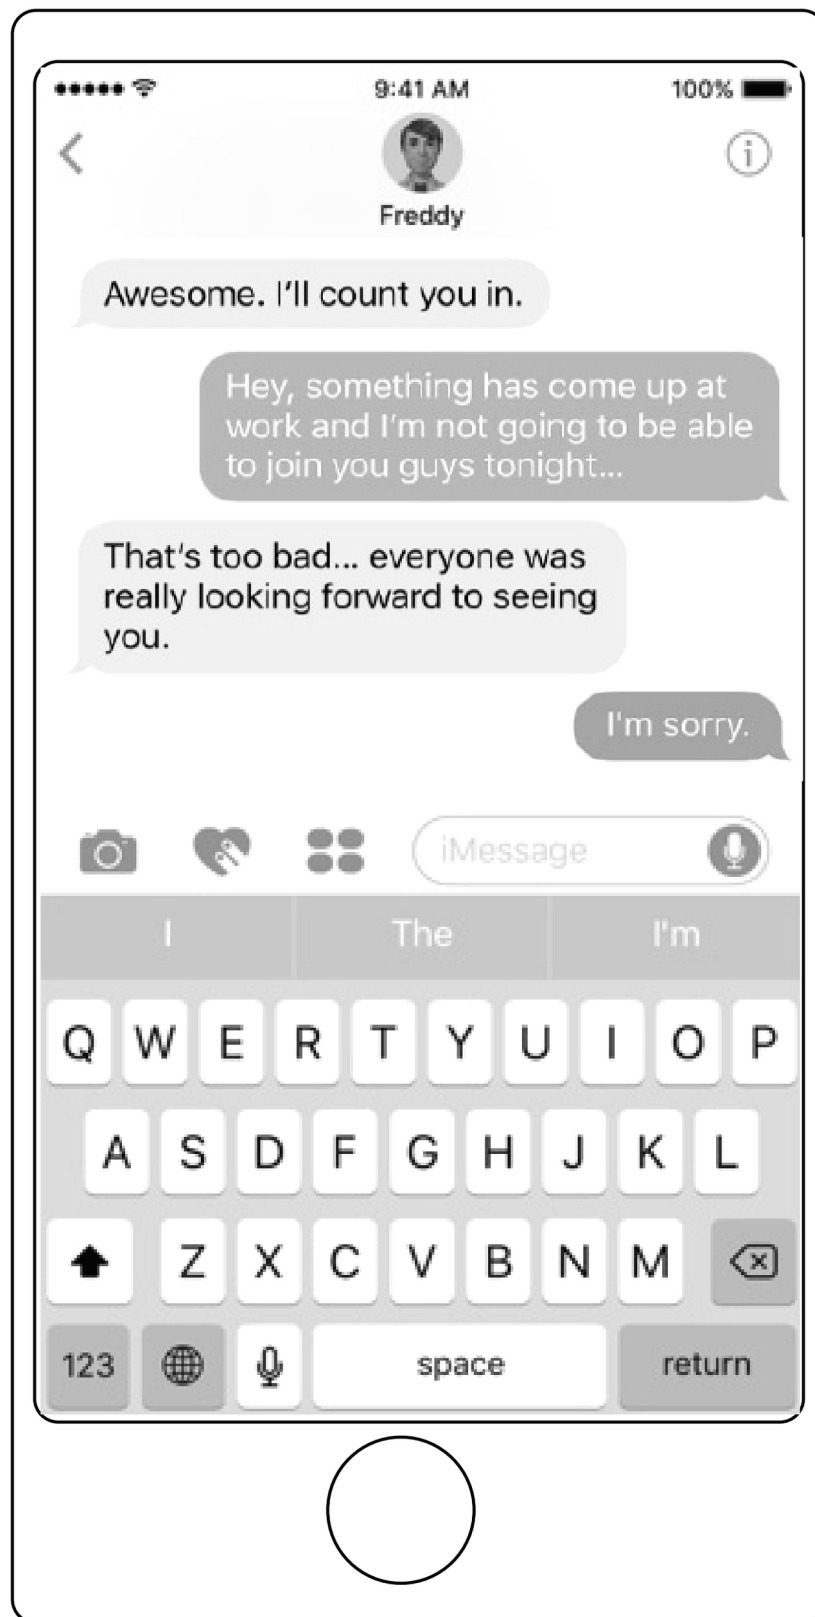 9:41 AM 100%
Freddy
Awesome. I'll count you in.
Hey, something has come up at
work and I'm not going to be able
to join you guys tonight...
That's too bad... everyone was
really looking forward to seeing
you.
I'm sorry.
iMessage
I The I'm
Q W E R T Y U I O P
A S D F G H J K L
Z X C V B N M
123 space return